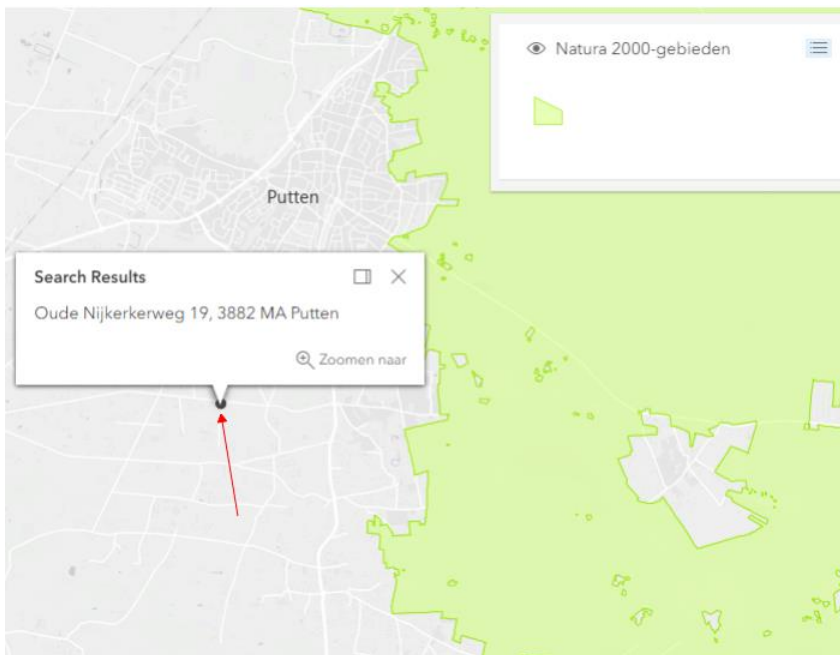 Natura 2000-gebieden
Putten
Search Results
Oude Nijkerkerweg 19, 3882 MA Putten
Zoomen naar